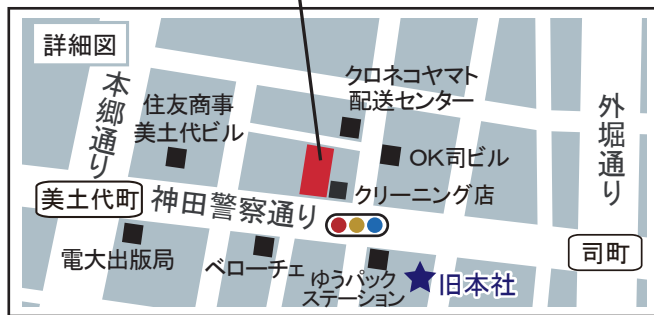 詳細図
本郷通り
住友商事
美土代ビル
クロネコヤマト
配送センター
外堀通り
OK司ビル
クリーニング店
美土代町
神田警察通り
司町
電大出版局
ベローチェ
ゆうパック
ステーション
旧本社